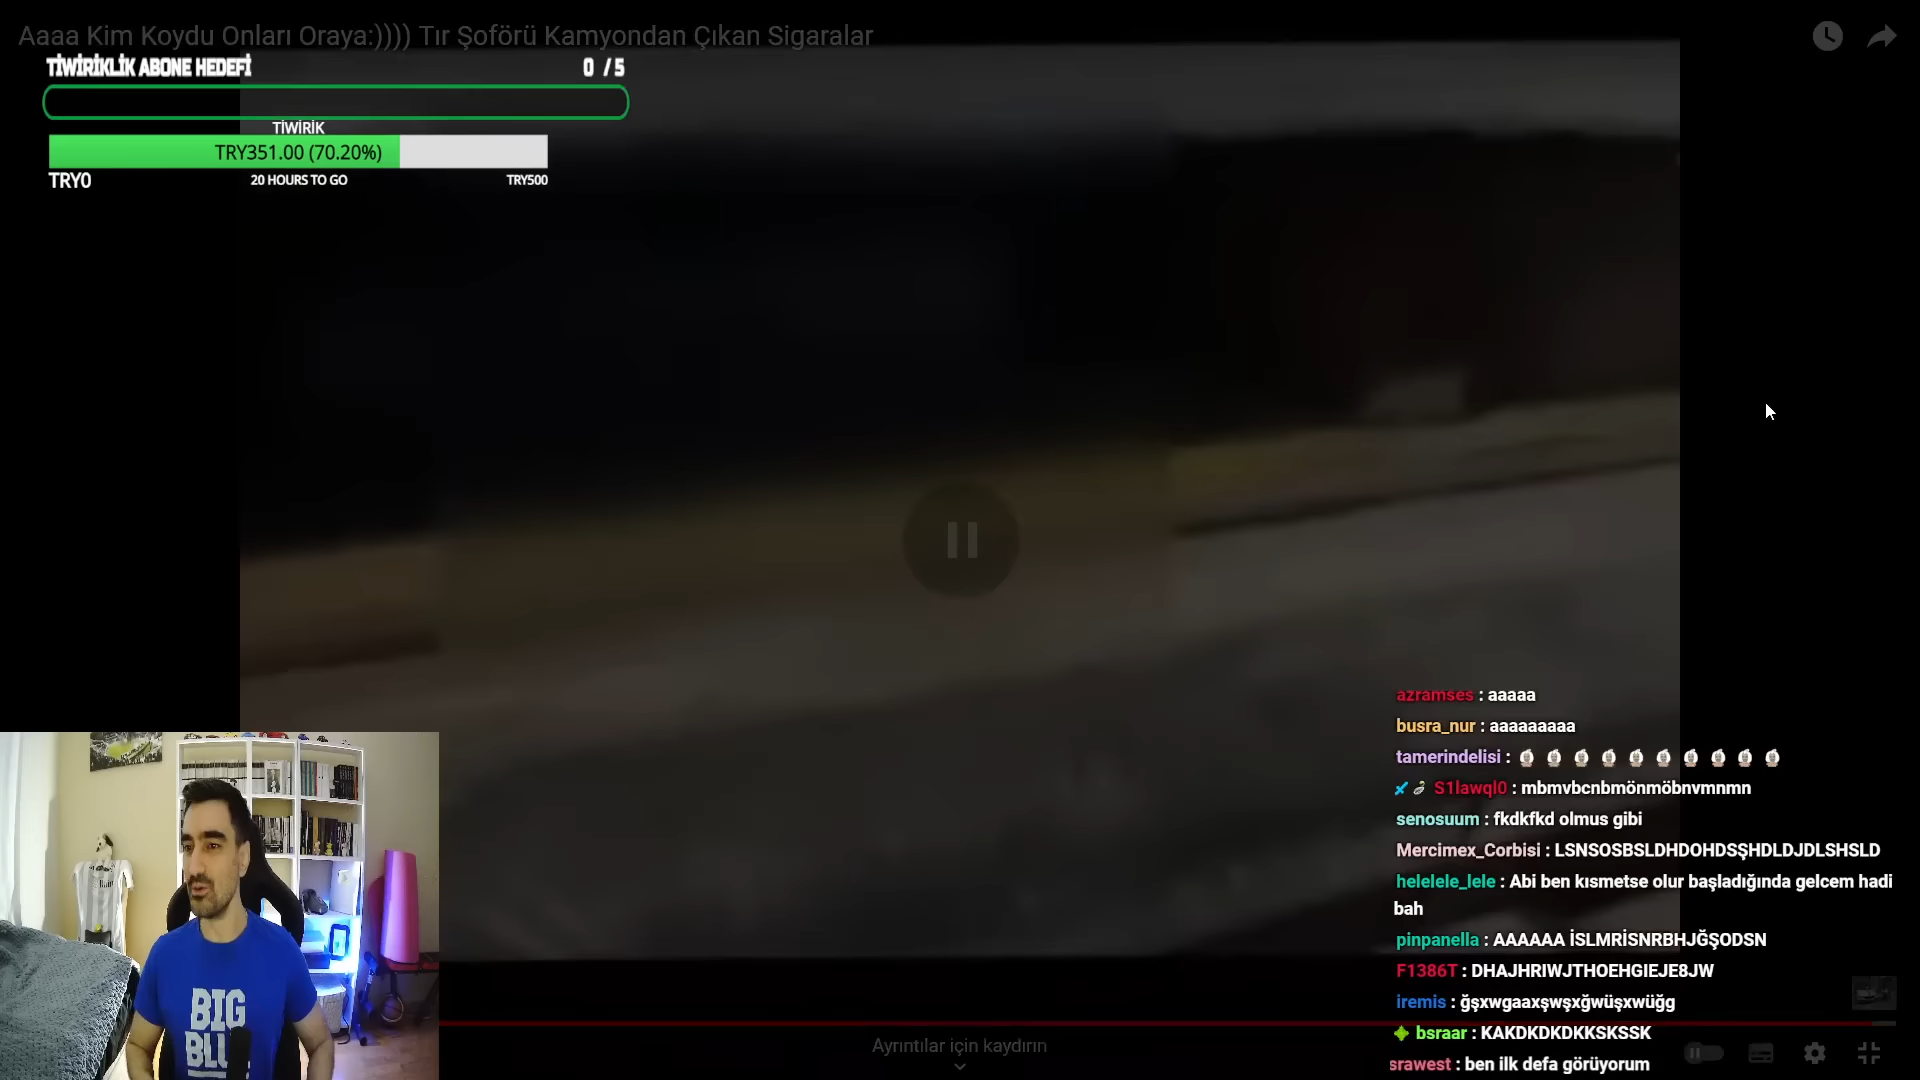 Aaaa Kim Koydu Onları Oraya:)))) Tır Şoförü Kamyondan Çıkan Sigaralar
TİWİRİKLİK ABONE HEDEFİ 0 / 5
TİWİRİK
TRY351.00 (70.20%)
TRY0 20 HOURS TO GO TRY500
azramses : aaaaa
busra_nur : aaaaaaaaa
tamerindelisi :
S1lawql0 : mbmvbcnbmönmöbnvmnmn
senosuum : fkdkfkd olmus gibi
Mercimex_Corbisi : LSNSOSBSLDHDOHDSŞHDLDJDLSHSLD
helelele_lele : Abi ben kısmetse olur başladığında gelcem hadi
bah
pinpanella : AAAAAA İSLMRİSNRBHJĞŞODSN
F1386T : DHAJHRIWJTHOEHGIEJE8JW
iremis : ğşxwgaaxşwşxğwüşxwüğg
bsraar : KAKDKDKDKKSKSSK
srawest : ben ilk defa görüyorum
Ayrıntılar için kaydırın
BIG
BLU